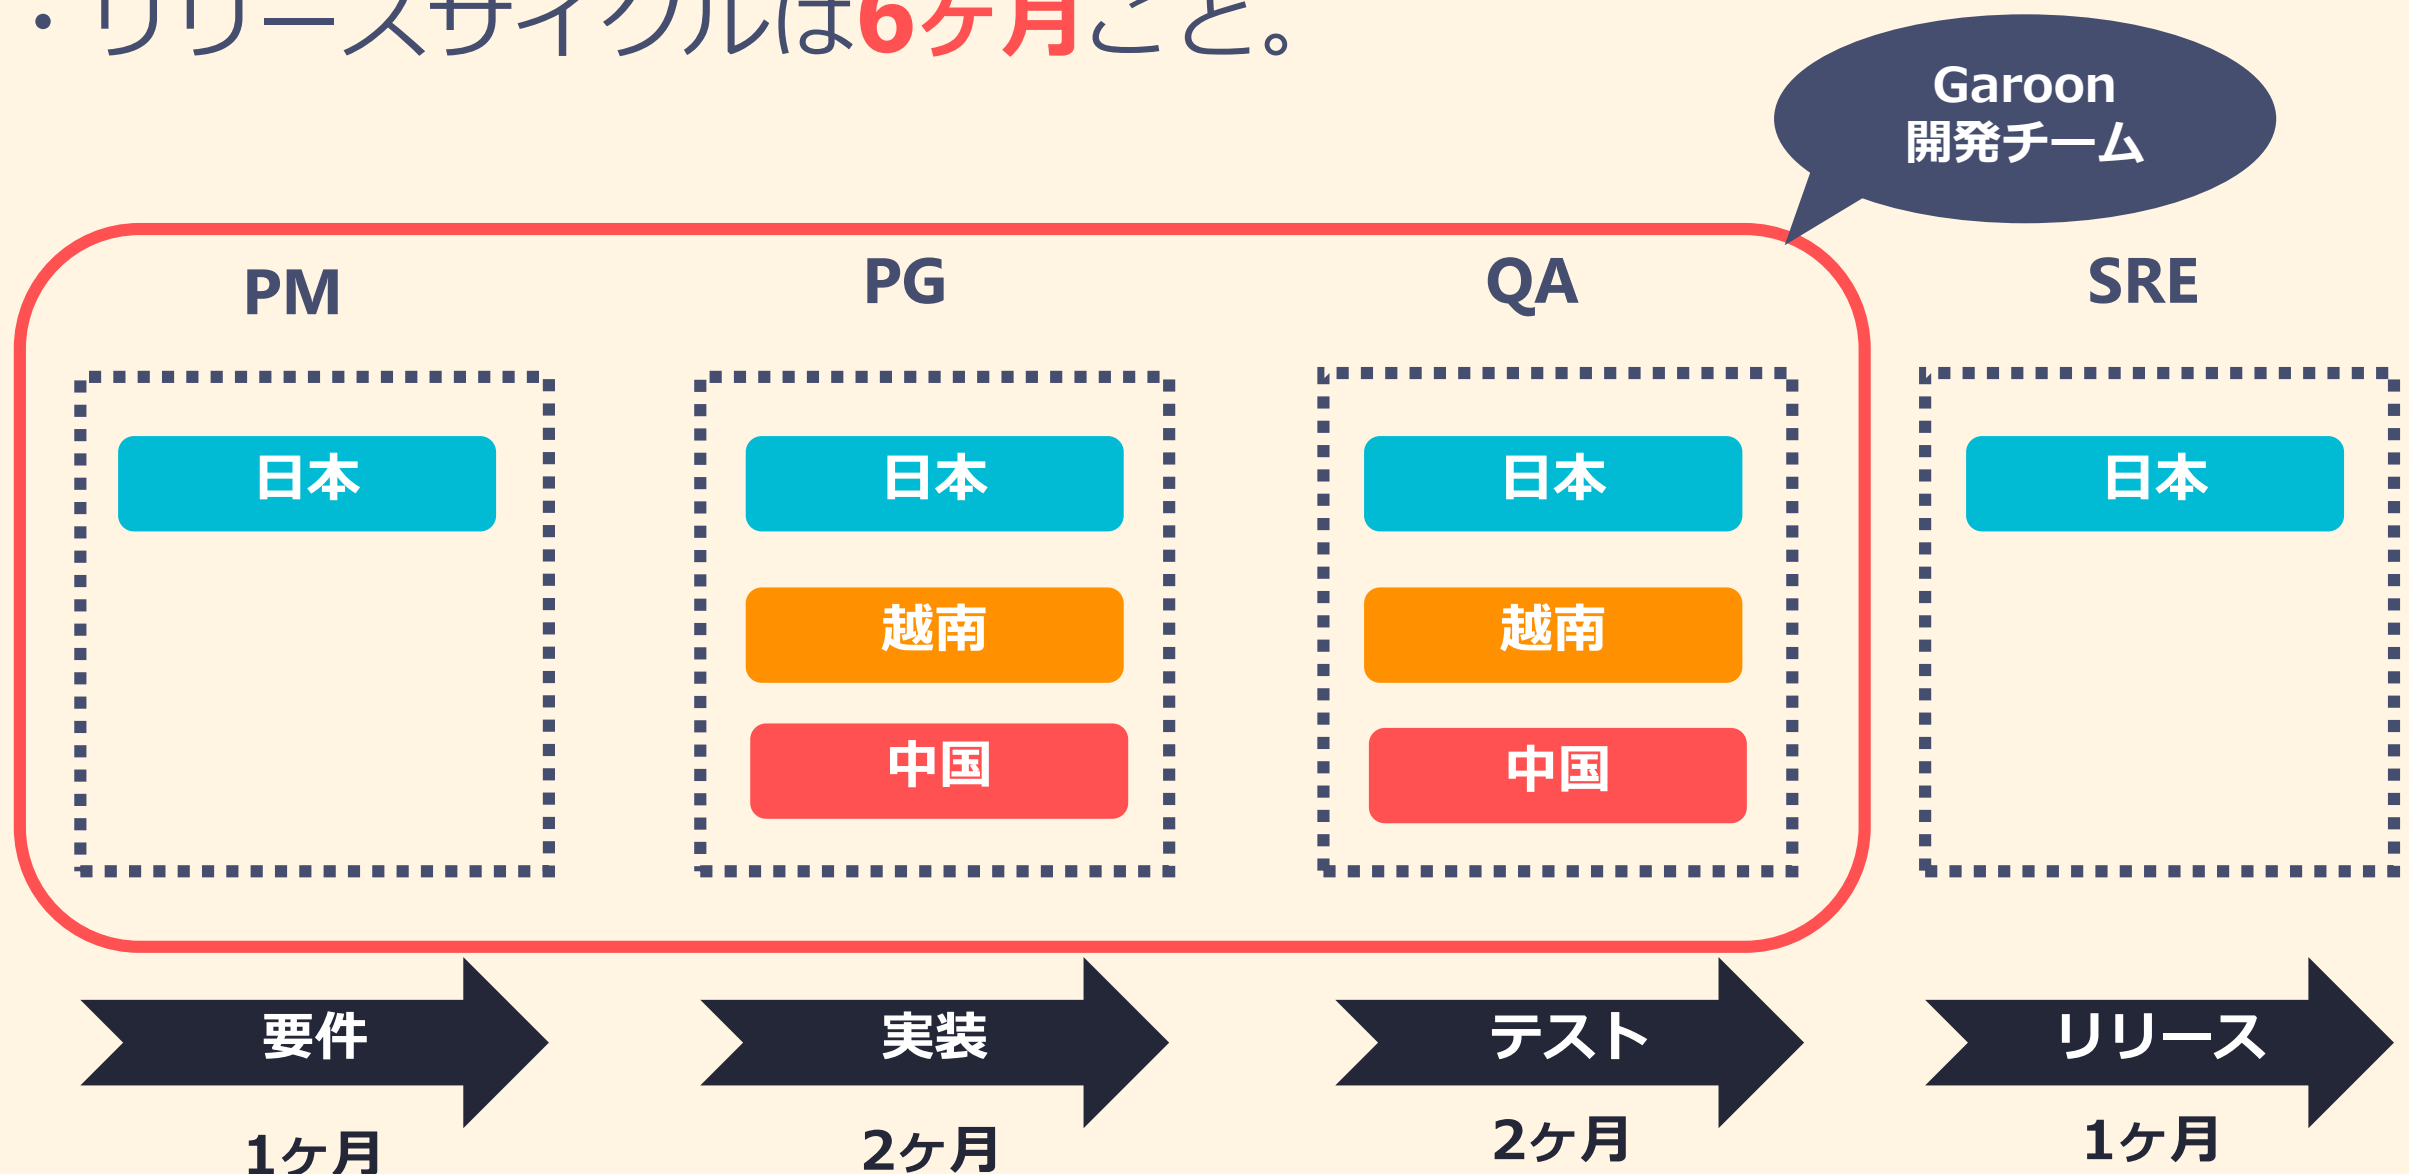 ・リリースサイクルは6ヶ月ごと。
Garoon
開発チーム
PM
PG
QA
SRE
日本
日本
日本
日本
越南
越南
中国
中国
要件
実装
テスト
リリース
1ヶ月
2ヶ月
2ヶ月
1ヶ月